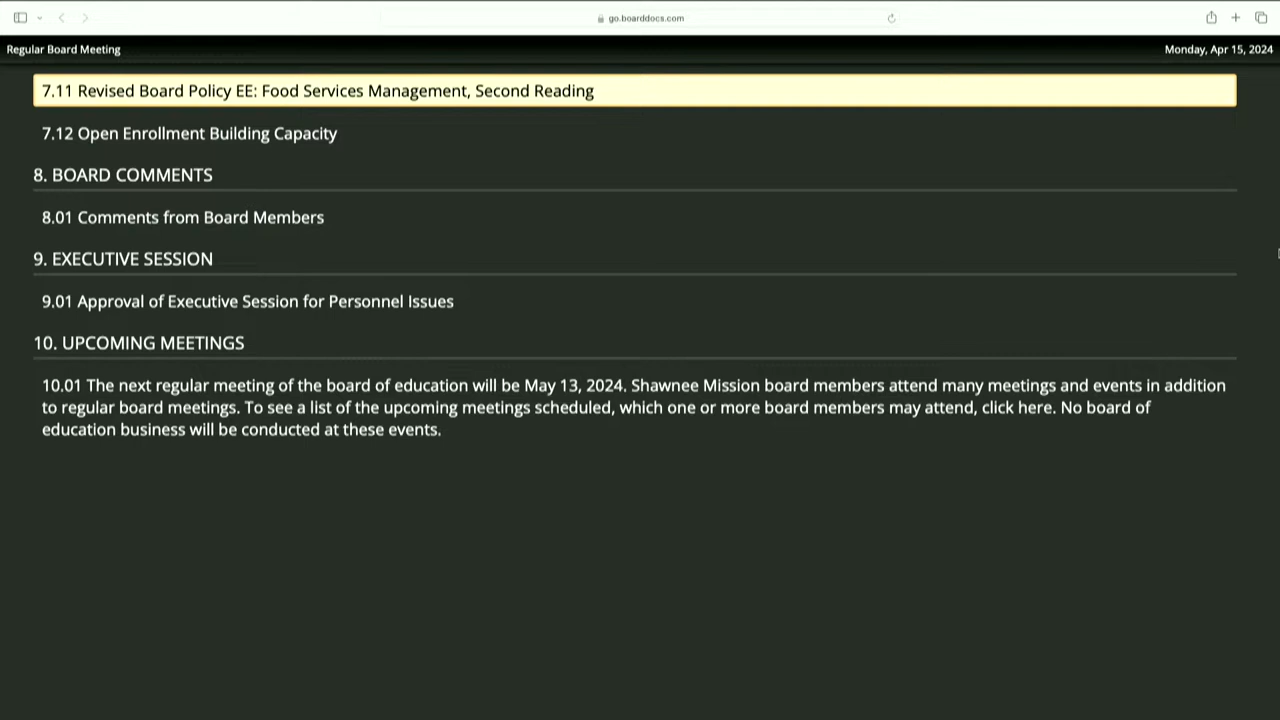 go.boarddocs.com
Regular Board Meeting
Monday, Apr 15, 2024
7.11 Revised Board Policy EE: Food Services Management, Second Reading
7.12 Open Enrollment Building Capacity
8. BOARD COMMENTS
8.01 Comments from Board Members
9. EXECUTIVE SESSION
9.01 Approval of Executive Session for Personnel Issues
10. UPCOMING MEETINGS
10.01 The next regular meeting of the board of education will be May 13, 2024. Shawnee Mission board members attend many meetings and events in addition
to regular board meetings. To see a list of the upcoming meetings scheduled, which one or more board members may attend, click here. No board of
education business will be conducted at these events.